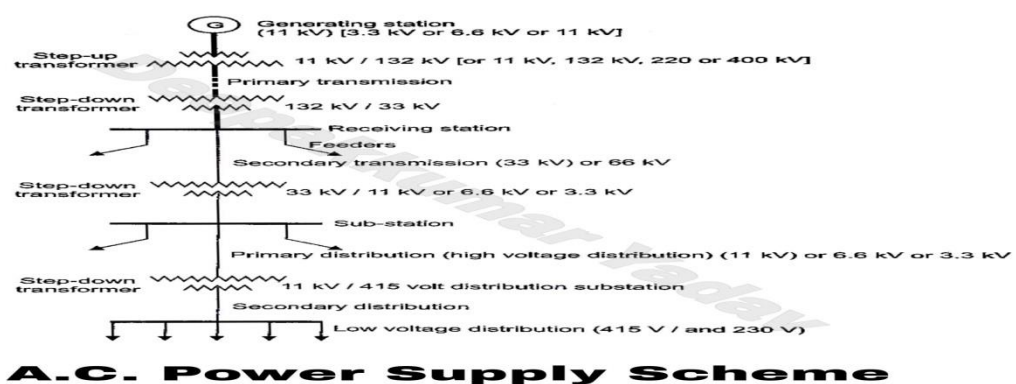 G
Generating station
(11 kV) [3.3 kV or 6.6 kV or 11 kV]
Step-up
transformer
11 kV / 132 kV [or 11 kV, 132 kV, 220 or 400 kV]
Primary transmission
Step-down
transformer
132 kV / 33 kV
Receiving station
Feeders
Secondary transmission (33 kV) or 66 kV
Step-down
transformer
33 kV / 11 kV or 6.6 kV or 3.3 kV
Sub-station
Primary distribution (high voltage distribution) (11 kV) or 6.6 kV or 3.3 kV
Step-down
transformer
11 kV / 415 volt distribution substation
Secondary distribution
Low voltage distribution (415 V / and 230 V)
Deepakkumar Yadav
A.C. Power Supply Scheme